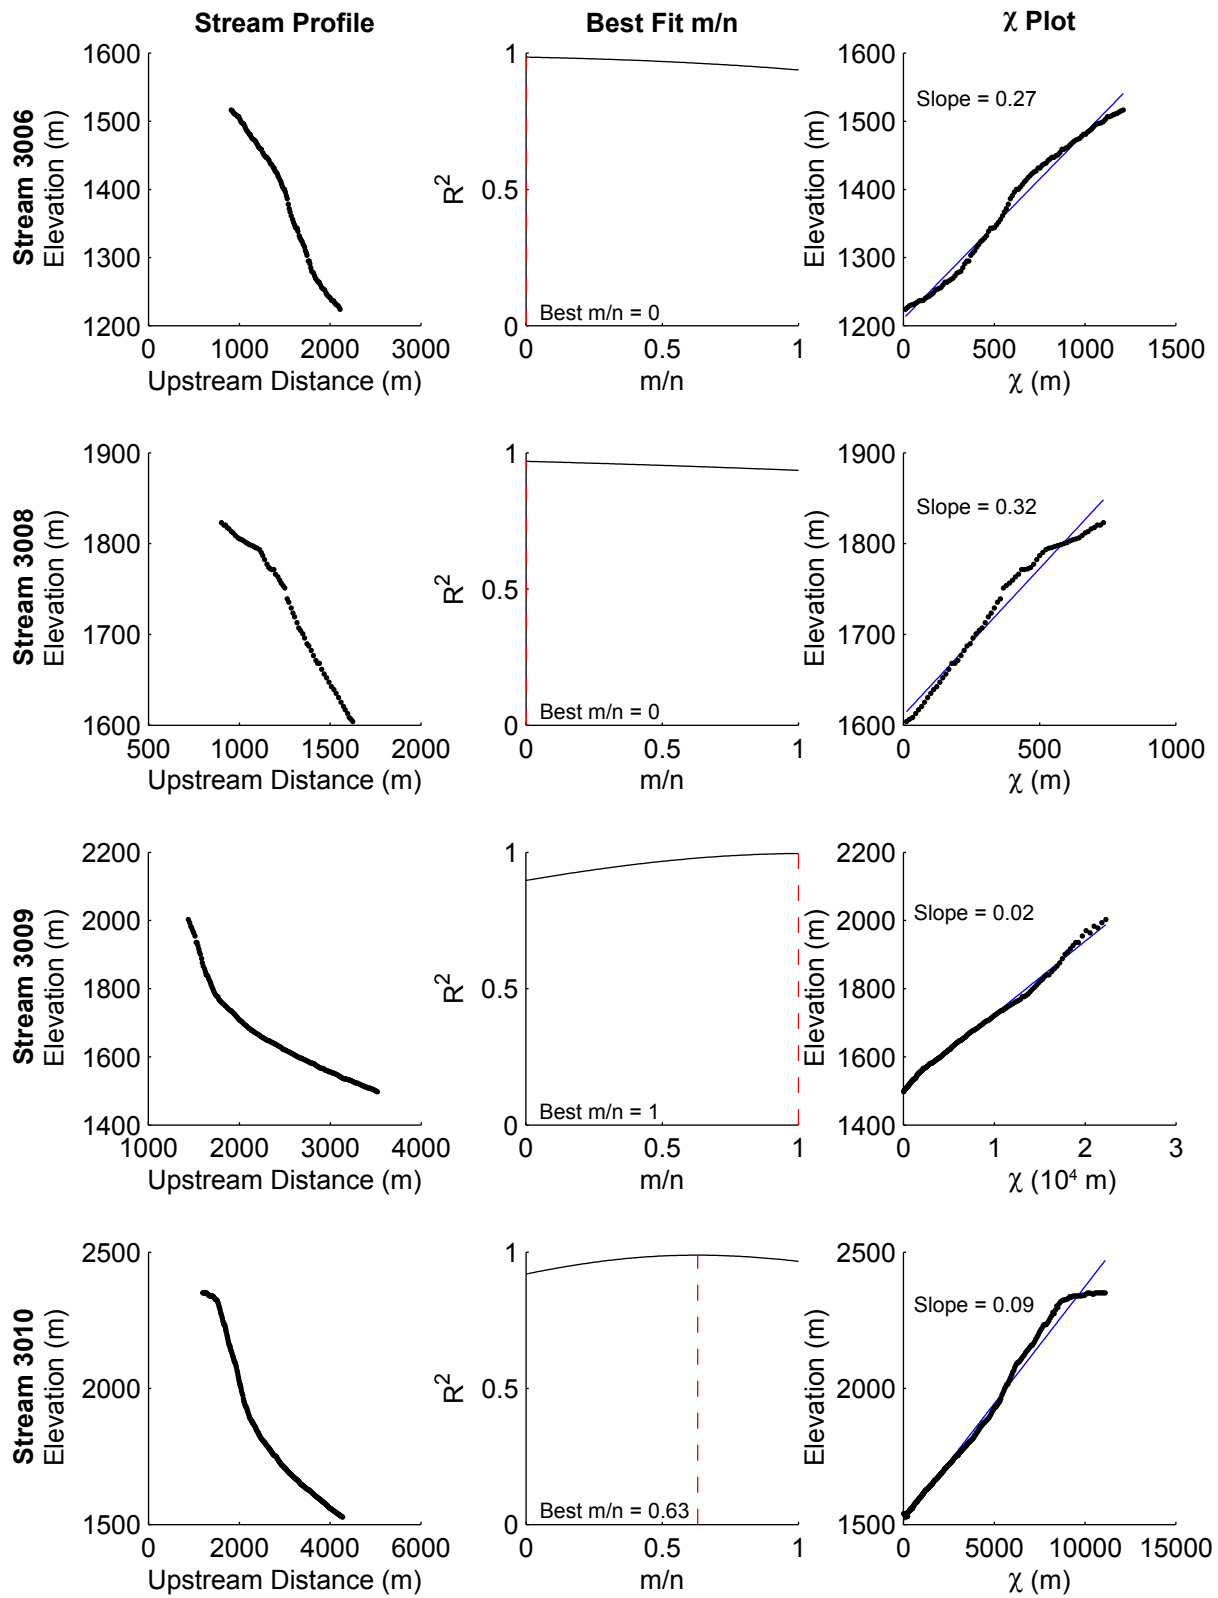 Stream Profile
Best Fit m/n
χ Plot
Stream 3006
Elevation (m)
1600
1500
1400
1300
1200
0 1000 2000 3000
Upstream Distance (m)
R²
1
0.5
0
Best m/n = 0
0 0.5 1
m/n
Elevation (m)
1600
1500
1400
1300
1200
Slope = 0.27
0 500 1000 1500
χ (m)
Stream 3008
Elevation (m)
1900
1800
1700
1600
500 1000 1500 2000
Upstream Distance (m)
R²
1
0.5
0
Best m/n = 0
0 0.5 1
m/n
Elevation (m)
1900
1800
1700
1600
Slope = 0.32
0 500 1000
χ (m)
Stream 3009
Elevation (m)
2200
2000
1800
1600
1400
1000 2000 3000 4000
Upstream Distance (m)
R²
1
0.5
0
Best m/n = 1
0 0.5 1
m/n
Elevation (m)
2200
2000
1800
1600
1400
Slope = 0.02
0 1 2 3
χ (10⁴ m)
Stream 3010
Elevation (m)
2500
2000
1500
0 2000 4000 6000
Upstream Distance (m)
R²
1
0.5
0
Best m/n = 0.63
0 0.5 1
m/n
Elevation (m)
2500
2000
1500
Slope = 0.09
0 5000 10000 15000
χ (m)